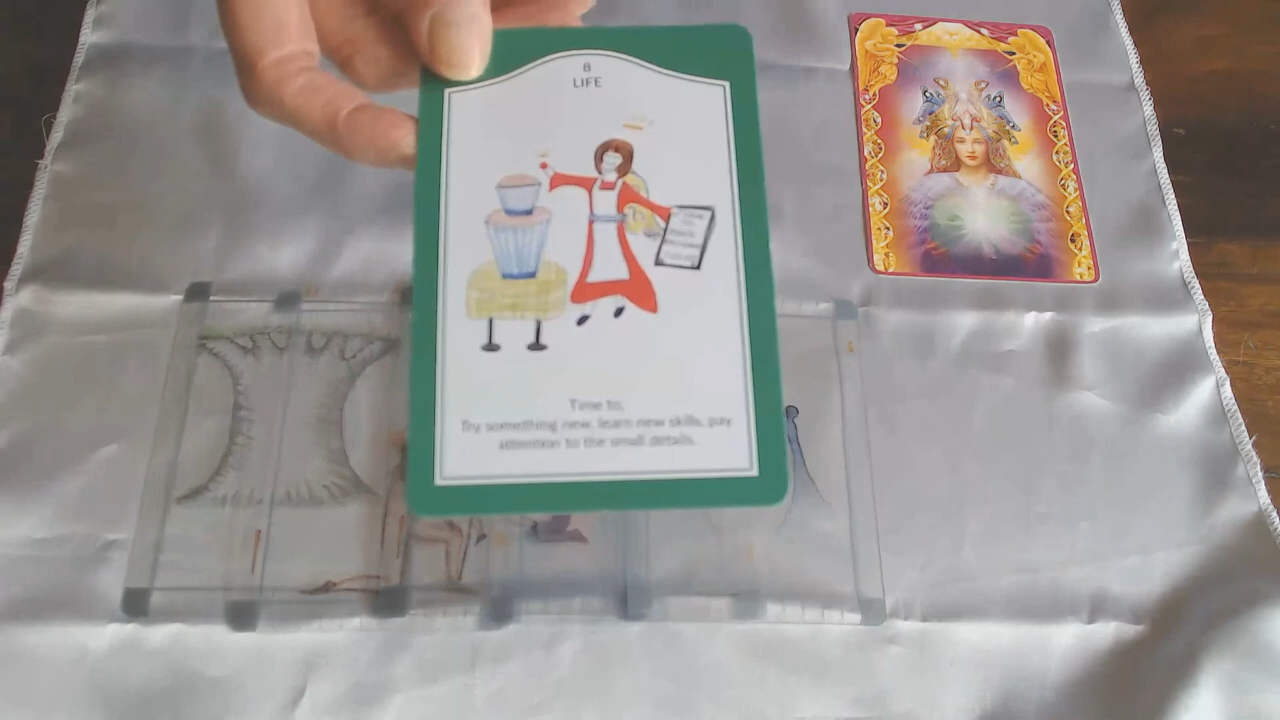 8
LIFE
Time to,
Try something new, learn new skills, pay
attention to the small details.